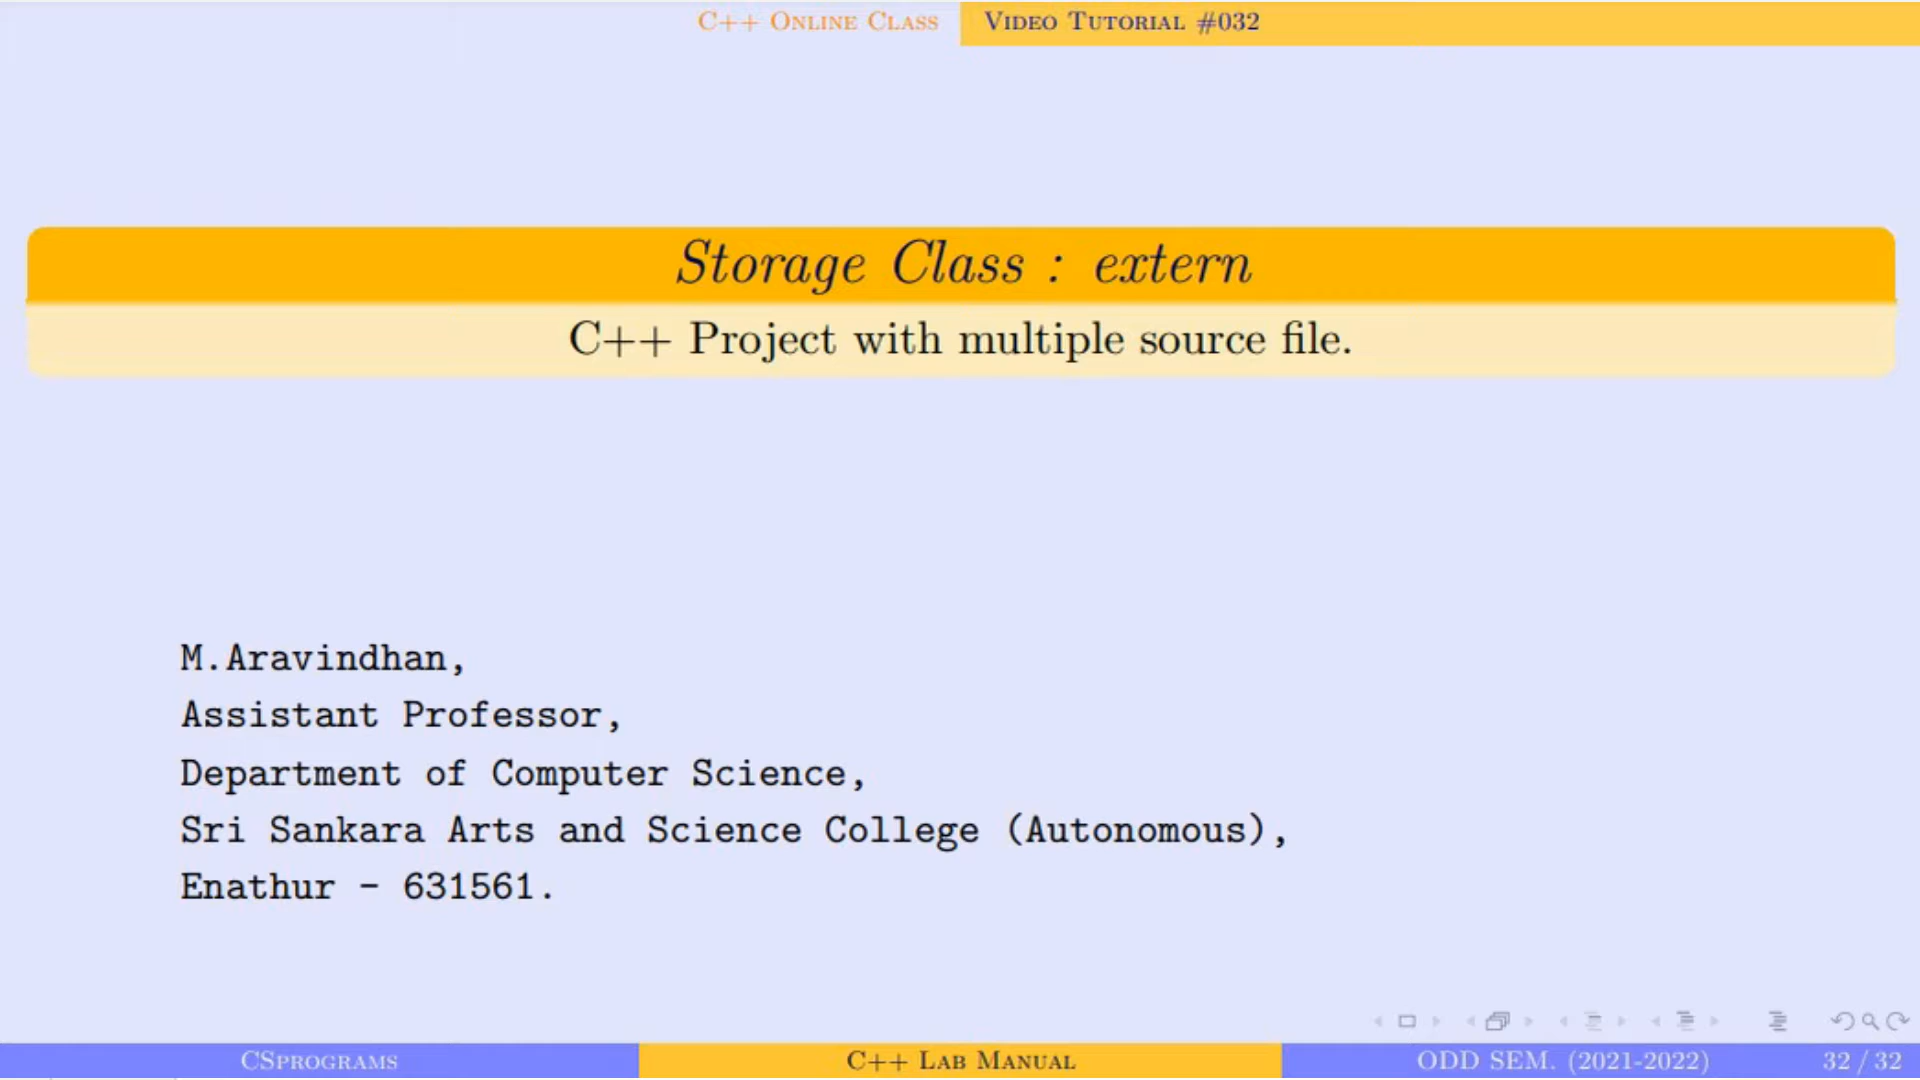 C++ Online Class Video Tutorial #032
Storage Class : extern
C++ Project with multiple source file.
M.Aravindhan,
Assistant Professor,
Department of Computer Science,
Sri Sankara Arts and Science College (Autonomous),
Enathur - 631561.
CSprograms C++ Lab Manual ODD SEM. (2021-2022) 32 / 32